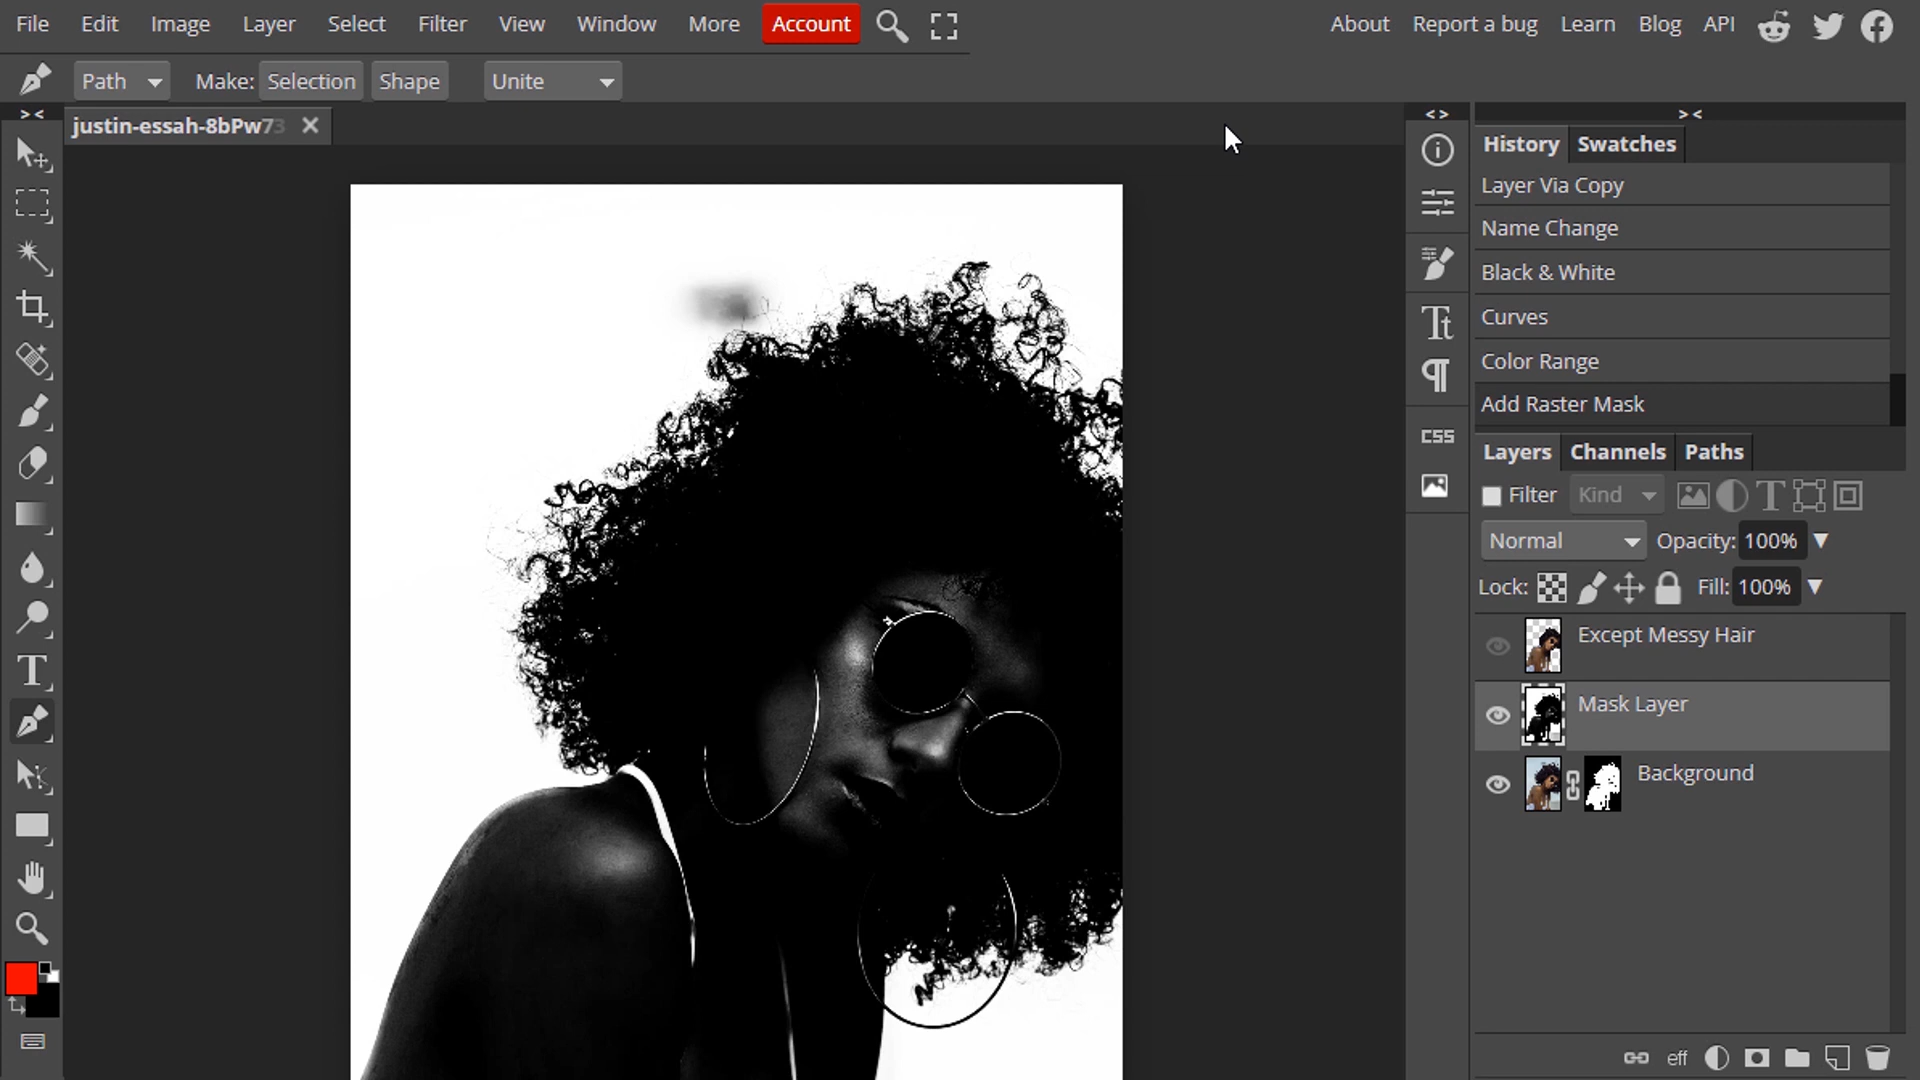 File Edit Image Layer Select Filter View Window More Account About Report a bug Learn Blog API
Path Make: Selection Shape Unite
> < < > > <
justin-essah-8bPw73
History Swatches
Layer Via Copy
Name Change
Black & White
Curves
Color Range
Add Raster Mask
CSS
Layers Channels Paths
Filter Kind
Normal Opacity: 100%
Lock: Fill: 100%
Except Messy Hair
Mask Layer
Background
eff